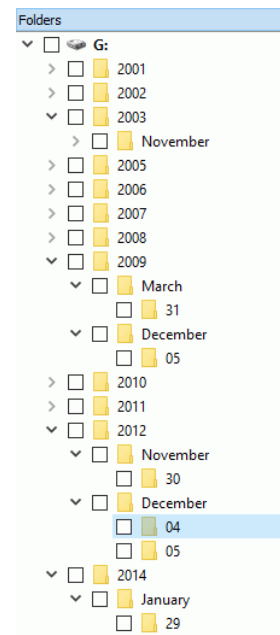 Folders
G:
2001
2002
2003
November
2005
2006
2007
2008
2009
March
31
December
05
2010
2011
2012
November
30
December
04
05
2014
January
29